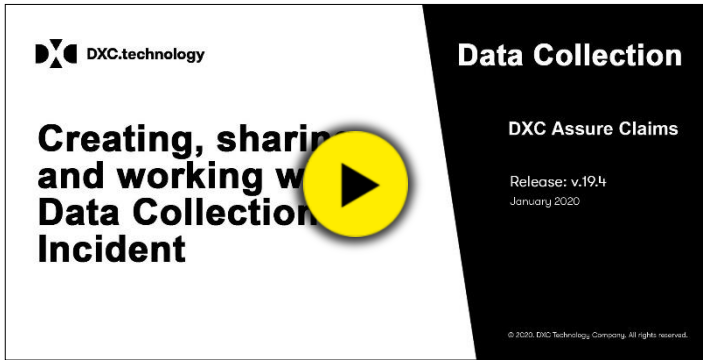 DXC.technology
Creating, sharing
and working w
Data Collection
Incident
Data Collection
DXC Assure Claims
Release: v.19.4
January 2020
© 2020. DXC Technology Company. All rights reserved.